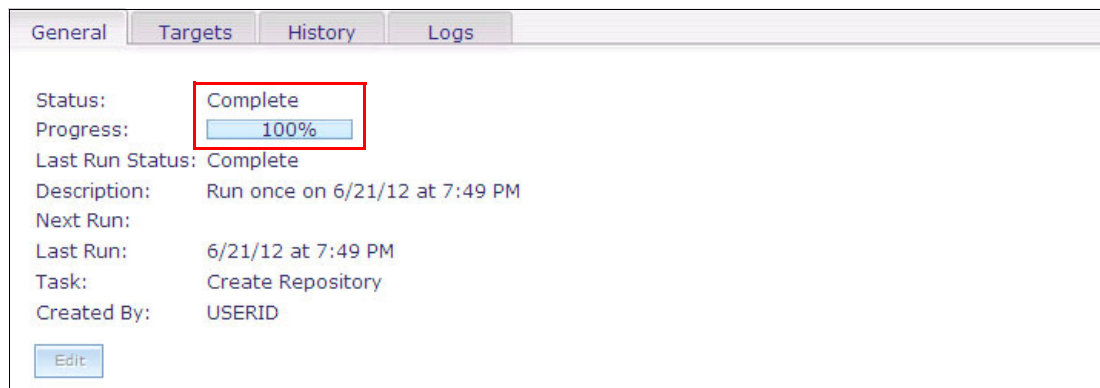 General Targets History Logs
Status: Complete
Progress: 100%
Last Run Status: Complete
Description: Run once on 6/21/12 at 7:49 PM
Next Run:
Last Run: 6/21/12 at 7:49 PM
Task: Create Repository
Created By: USERID
Edit